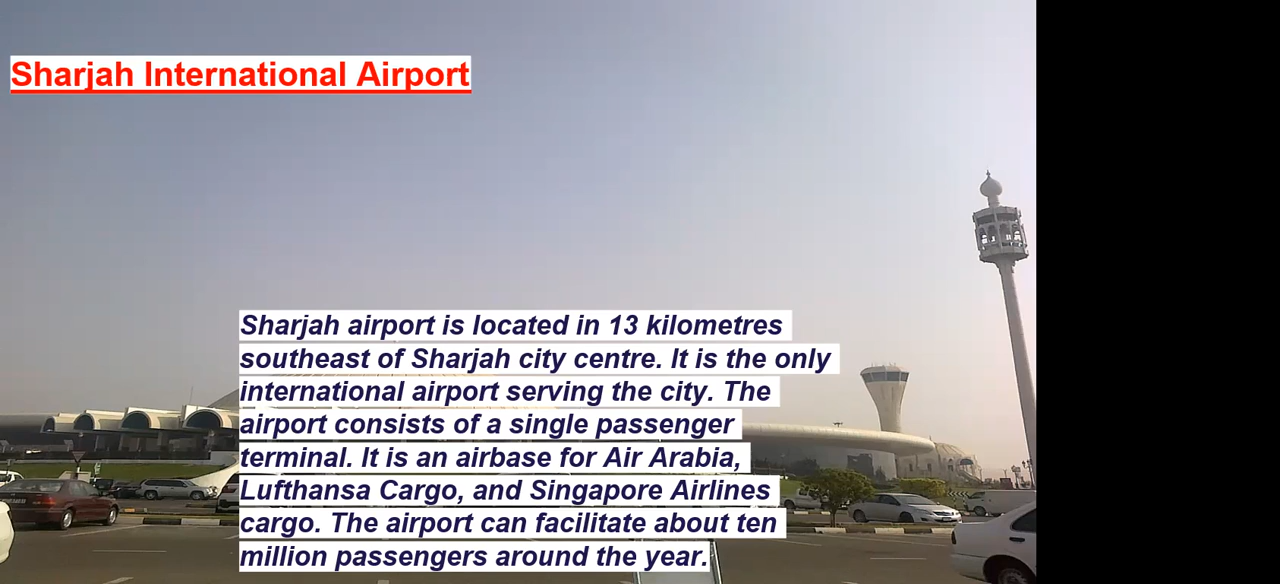 Sharjah International Airport
Sharjah airport is located in 13 kilometres
southeast of Sharjah city centre. It is the only
international airport serving the city. The
airport consists of a single passenger
terminal. It is an airbase for Air Arabia,
Lufthansa Cargo, and Singapore Airlines
cargo. The airport can facilitate about ten
million passengers around the year.